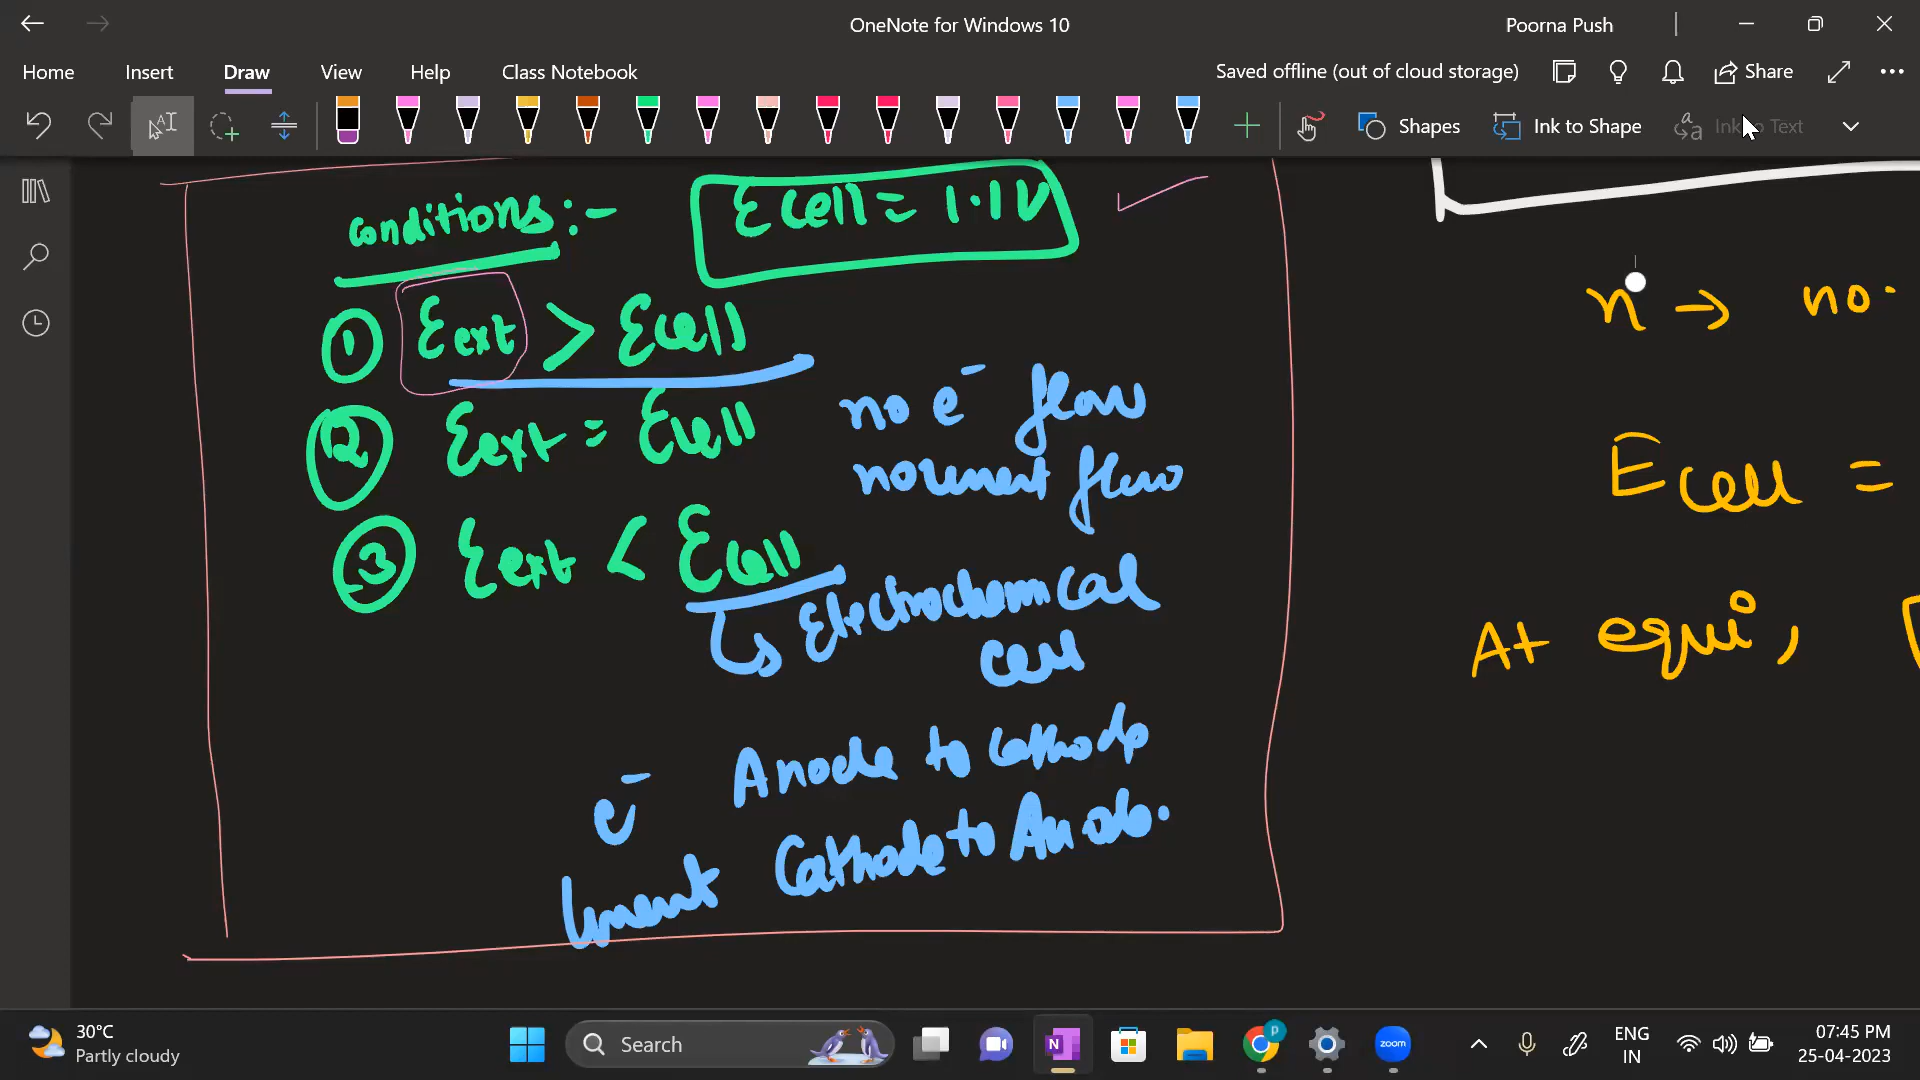 OneNote for Windows 10
Poorna Push
Home Insert Draw View Help Class Notebook
Saved offline (out of cloud storage)
Share
Shapes
Ink to Shape
Ink to Text
conditions:-
Ecell = 1.1V
① Eext > Ecell
② Eext = Ecell
no e⁻ flow
flow
③ Eext < Ecell
↳ Electrochemical
cell
e⁻ Anode to cathode
Current Cathode to Anode.
n → no.
Ecell =
At equi,
30°C
Partly cloudy
Search
zoom
ENG
IN
07:45 PM
25-04-2023